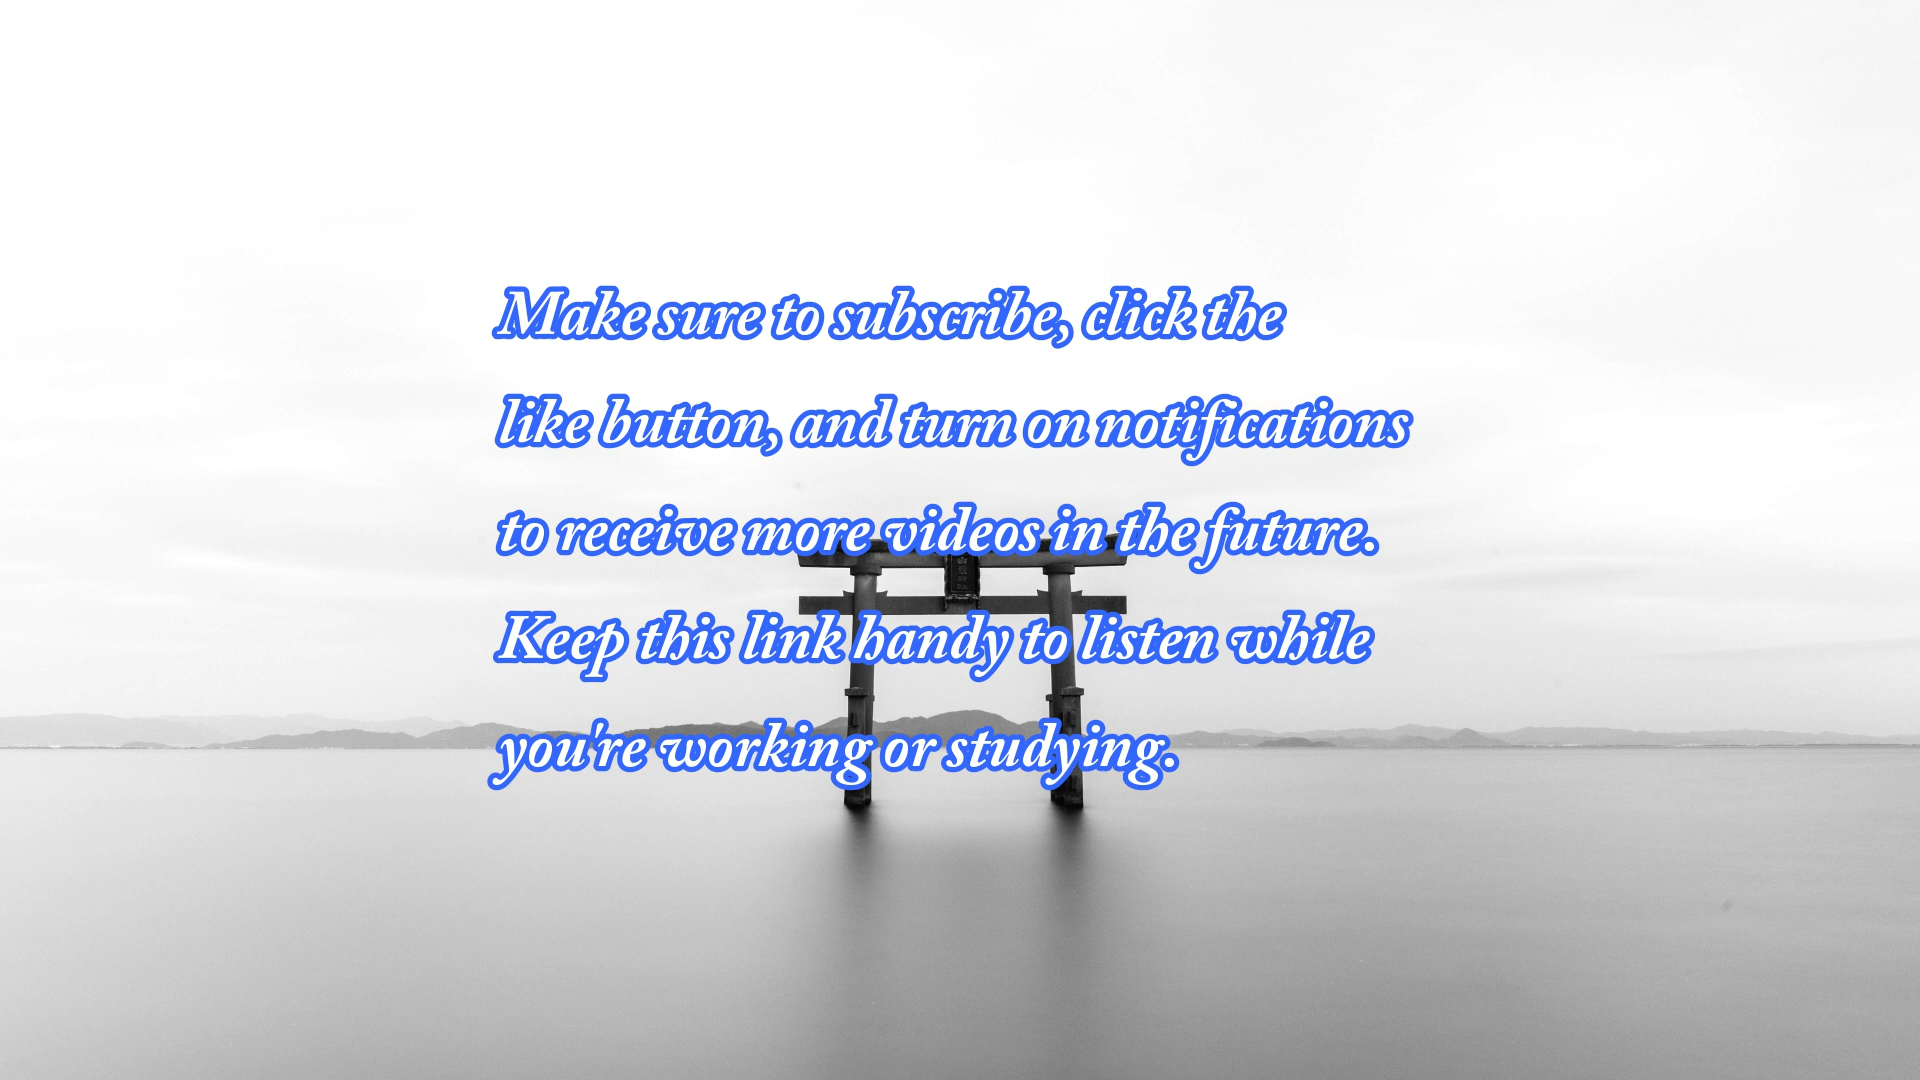 Make sure to subscribe, click the
like button, and turn on notifications
to receive more videos in the future.
Keep this link handy to listen while
you're working or studying.